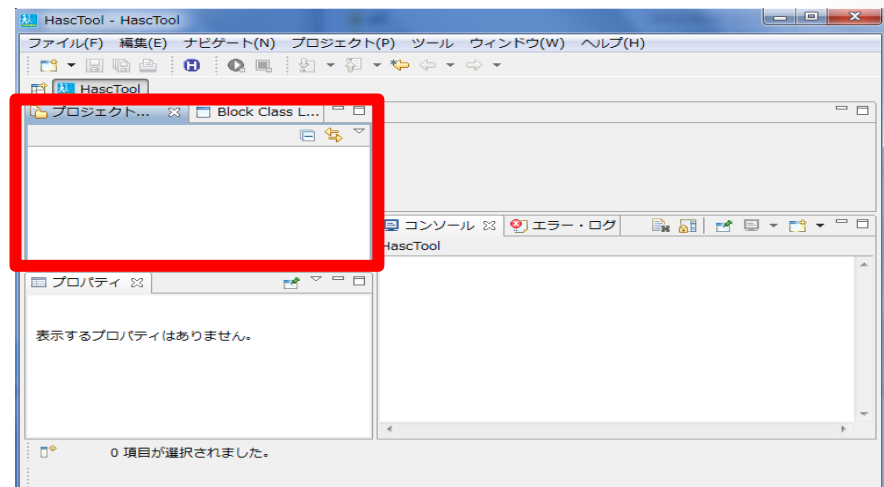 HascTool - HascTool
ファイル(F) 編集(E) ナビゲート(N) プロジェクト(P) ツール ウィンドウ(W) ヘルプ(H)
HascTool
プロジェクト... Block Class L...
コンソール エラー・ログ
HascTool
プロパティ
表示するプロパティはありません。
0 項目が選択されました。